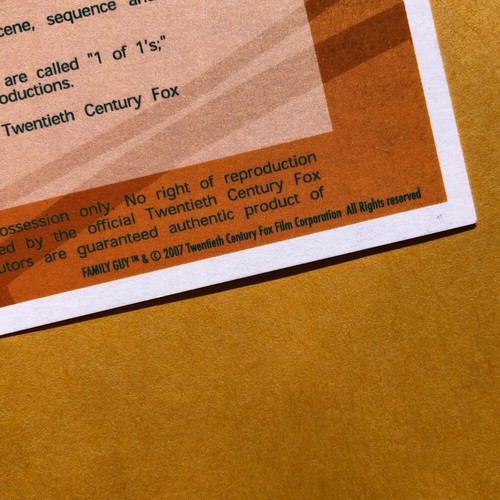 cene, sequence and
are called "1 of 1's;"
oductions.
Twentieth Century Fox
ossession only. No right of reproduction
ed by the official Twentieth Century Fox
utors are guaranteed authentic product of
FAMILY GUY™ & © 2007 Twentieth Century Fox Film Corporation All Rights reserved